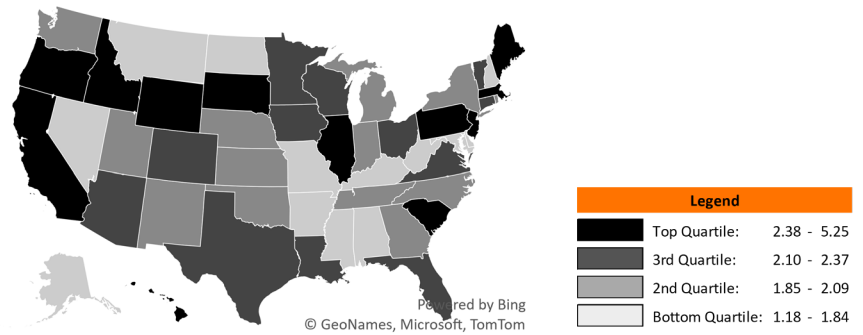 Powered by Bing
© GeoNames, Microsoft, TomTom
Legend
Top Quartile: 2.38 - 5.25
3rd Quartile: 2.10 - 2.37
2nd Quartile: 1.85 - 2.09
Bottom Quartile: 1.18 - 1.84